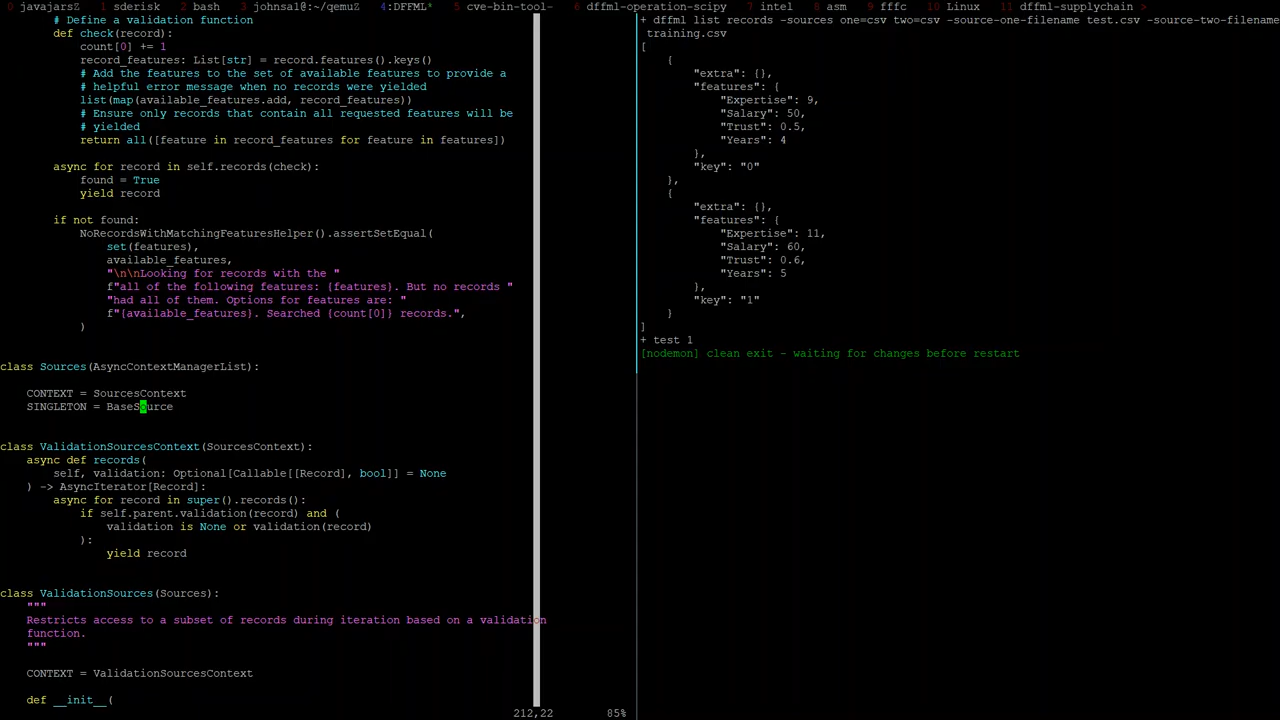 0 javajarsZ 1 sderisk 2 bash 3 johnsal@:~/qemuZ 4:DFFML* 5 cve-bin-tool- 6 dffml-operation-scipy 7 intel 8 asm 9 fffc 10 Linux 11 dffml-supplychain >
# Define a validation function
def check(record):
count[0] += 1
record_features: List[str] = record.features().keys()
# Add the features to the set of available features to provide a
# helpful error message when no records were yielded
list(map(available_features.add, record_features))
# Ensure only records that contain all requested features will be
# yielded
return all([feature in record_features for feature in features])
async for record in self.records(check):
found = True
yield record
if not found:
NoRecordsWithMatchingFeaturesHelper().assertSetEqual(
set(features),
available_features,
"\n\nLooking for records with the "
f"all of the following features: {features}. But no records "
"had all of them. Options for features are: "
f"{available_features}. Searched {count[0]} records.",
)
class Sources(AsyncContextManagerList):
CONTEXT = SourcesContext
SINGLETON = BaseSource
class ValidationSourcesContext(SourcesContext):
async def records(
self, validation: Optional[Callable[[Record], bool]] = None
) -> AsyncIterator[Record]:
async for record in super().records():
if self.parent.validation(record) and (
validation is None or validation(record)
):
yield record
class ValidationSources(Sources):
"""
Restricts access to a subset of records during iteration based on a validation
function.
"""
CONTEXT = ValidationSourcesContext
def __init__(
212,22 85%
+ dffml list records -sources one=csv two=csv -source-one-filename test.csv -source-two-filename
training.csv
[
{
"extra": {},
"features": {
"Expertise": 9,
"Salary": 50,
"Trust": 0.5,
"Years": 4
},
"key": "0"
},
{
"extra": {},
"features": {
"Expertise": 11,
"Salary": 60,
"Trust": 0.6,
"Years": 5
},
"key": "1"
}
]
+ test 1
[nodemon] clean exit - waiting for changes before restart